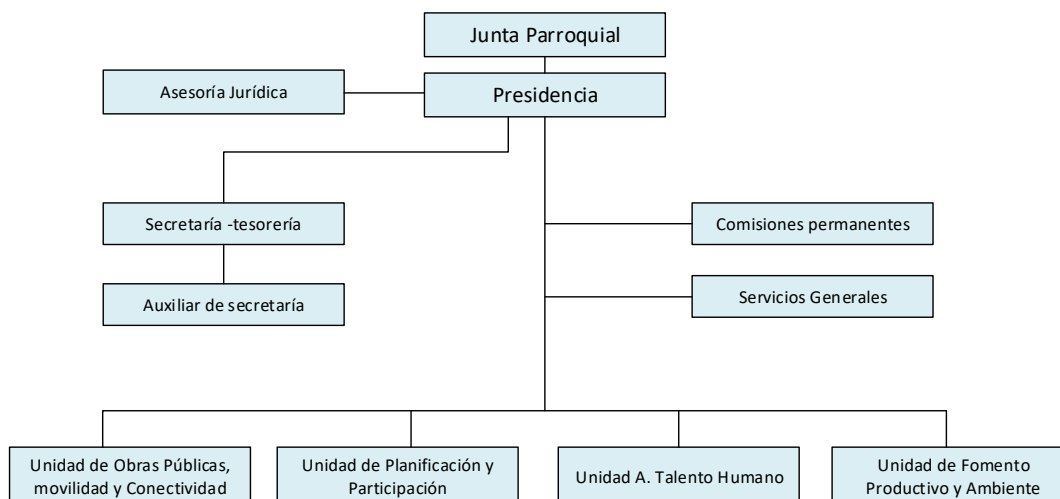 Junta Parroquial
Asesoría Jurídica
Presidencia
Secretaría -tesorería
Comisiones permanentes
Auxiliar de secretaría
Servicios Generales
Unidad de Obras Públicas,
movilidad y Conectividad
Unidad de Planificación y
Participación
Unidad A. Talento Humano
Unidad de Fomento
Productivo y Ambiente